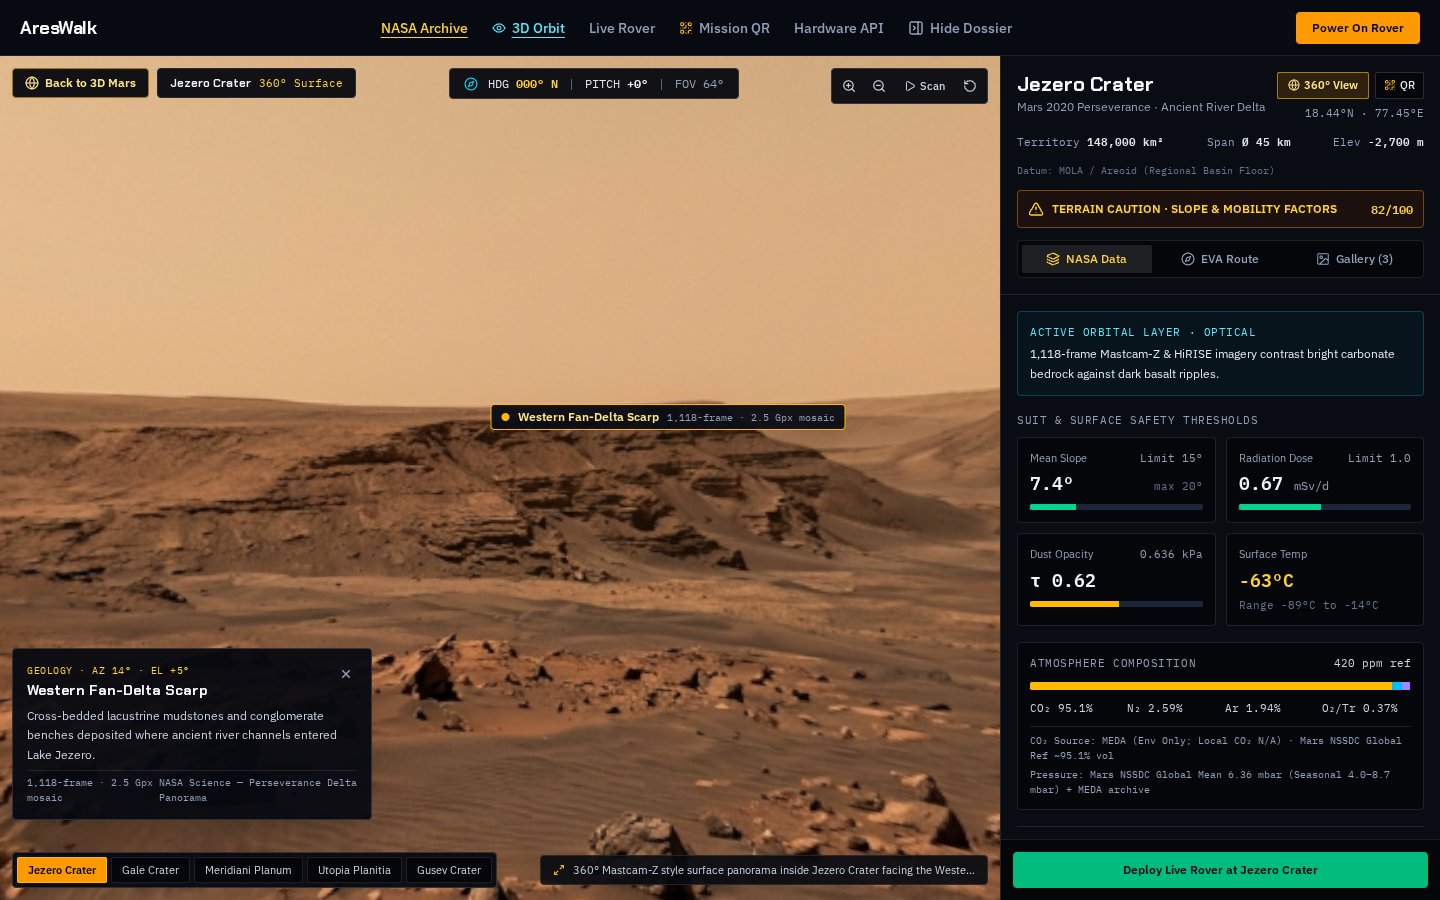 AresWalk
NASA Archive
3D Orbit
Live Rover
Mission QR
Hardware API
Hide Dossier
Power On Rover
Back to 3D Mars
Jezero Crater 360° Surface
HDG 000° N | PITCH +0° | FOV 64°
Scan
Western Fan-Delta Scarp 1,118-frame · 2.5 Gpx mosaic
GEOLOGY · AZ 14° · EL +5°
Western Fan-Delta Scarp
Cross-bedded lacustrine mudstones and conglomerate
benches deposited where ancient river channels entered
Lake Jezero.
1,118-frame · 2.5 Gpx
mosaic
NASA Science — Perseverance Delta
Panorama
Jezero Crater
Gale Crater
Meridiani Planum
Utopia Planitia
Gusev Crater
360° Mastcam-Z style surface panorama inside Jezero Crater facing the Weste...
Jezero Crater
360° View
QR
Mars 2020 Perseverance · Ancient River Delta
18.44°N · 77.45°E
Territory 148,000 km²
Span Ø 45 km
Elev -2,700 m
Datum: MOLA / Areoid (Regional Basin Floor)
TERRAIN CAUTION · SLOPE & MOBILITY FACTORS 82/100
NASA Data
EVA Route
Gallery (3)
ACTIVE ORBITAL LAYER · OPTICAL
1,118-frame Mastcam-Z & HiRISE imagery contrast bright carbonate
bedrock against dark basalt ripples.
SUIT & SURFACE SAFETY THRESHOLDS
Mean Slope Limit 15°
7.4° max 20°
Radiation Dose Limit 1.0
0.67 mSv/d
Dust Opacity 0.636 kPa
τ 0.62
Surface Temp
-63°C
Range -89°C to -14°C
ATMOSPHERE COMPOSITION 420 ppm ref
CO₂ 95.1% N₂ 2.59% Ar 1.94% O₂/Tr 0.37%
CO₂ Source: MEDA (Env Only; Local CO₂ N/A) · Mars NSSDC Global
Ref ~95.1% vol
Pressure: Mars NSSDC Global Mean 6.36 mbar (Seasonal 4.0–8.7
mbar) + MEDA archive
Deploy Live Rover at Jezero Crater